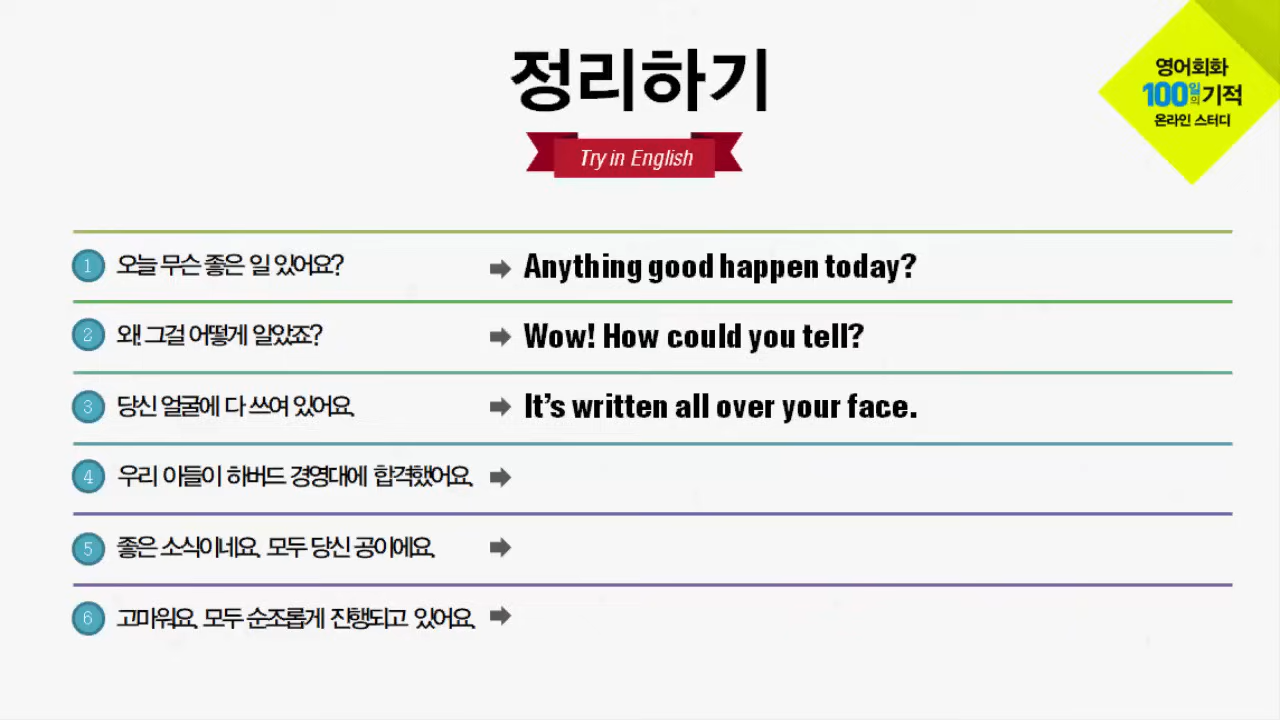 정리하기
영어회화
100일의 기적
온라인 스터디
Try in English
1 오늘 무슨 좋은 일 있어요? Anything good happen today?
2 왜! 그걸 어떻게 알았죠? Wow! How could you tell?
3 당신 얼굴에 다 쓰여 있어요. It's written all over your face.
4 우리 아들이 하버드 경영대에 합격했어요.
5 좋은 소식이네요. 모두 당신 공이에요.
6 고마워요. 모두 순조롭게 진행되고 있어요.